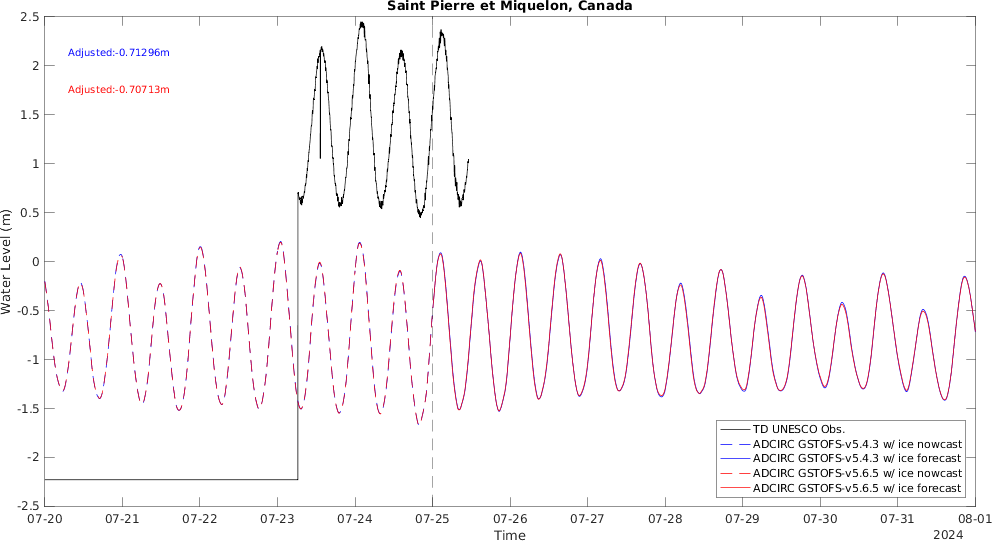 Saint Pierre et Miquelon, Canada
Adjusted:-0.71296m
Adjusted:-0.70713m
Water Level (m)
2.5
2
1.5
1
0.5
0
-0.5
-1
-1.5
-2
-2.5
TD UNESCO Obs.
ADCIRC GSTOFS-v5.4.3 w/ ice nowcast
ADCIRC GSTOFS-v5.4.3 w/ ice forecast
ADCIRC GSTOFS-v5.6.5 w/ ice nowcast
ADCIRC GSTOFS-v5.6.5 w/ ice forecast
07-20 07-21 07-22 07-23 07-24 07-25 07-26 07-27 07-28 07-29 07-30 07-31 08-01
Time
2024